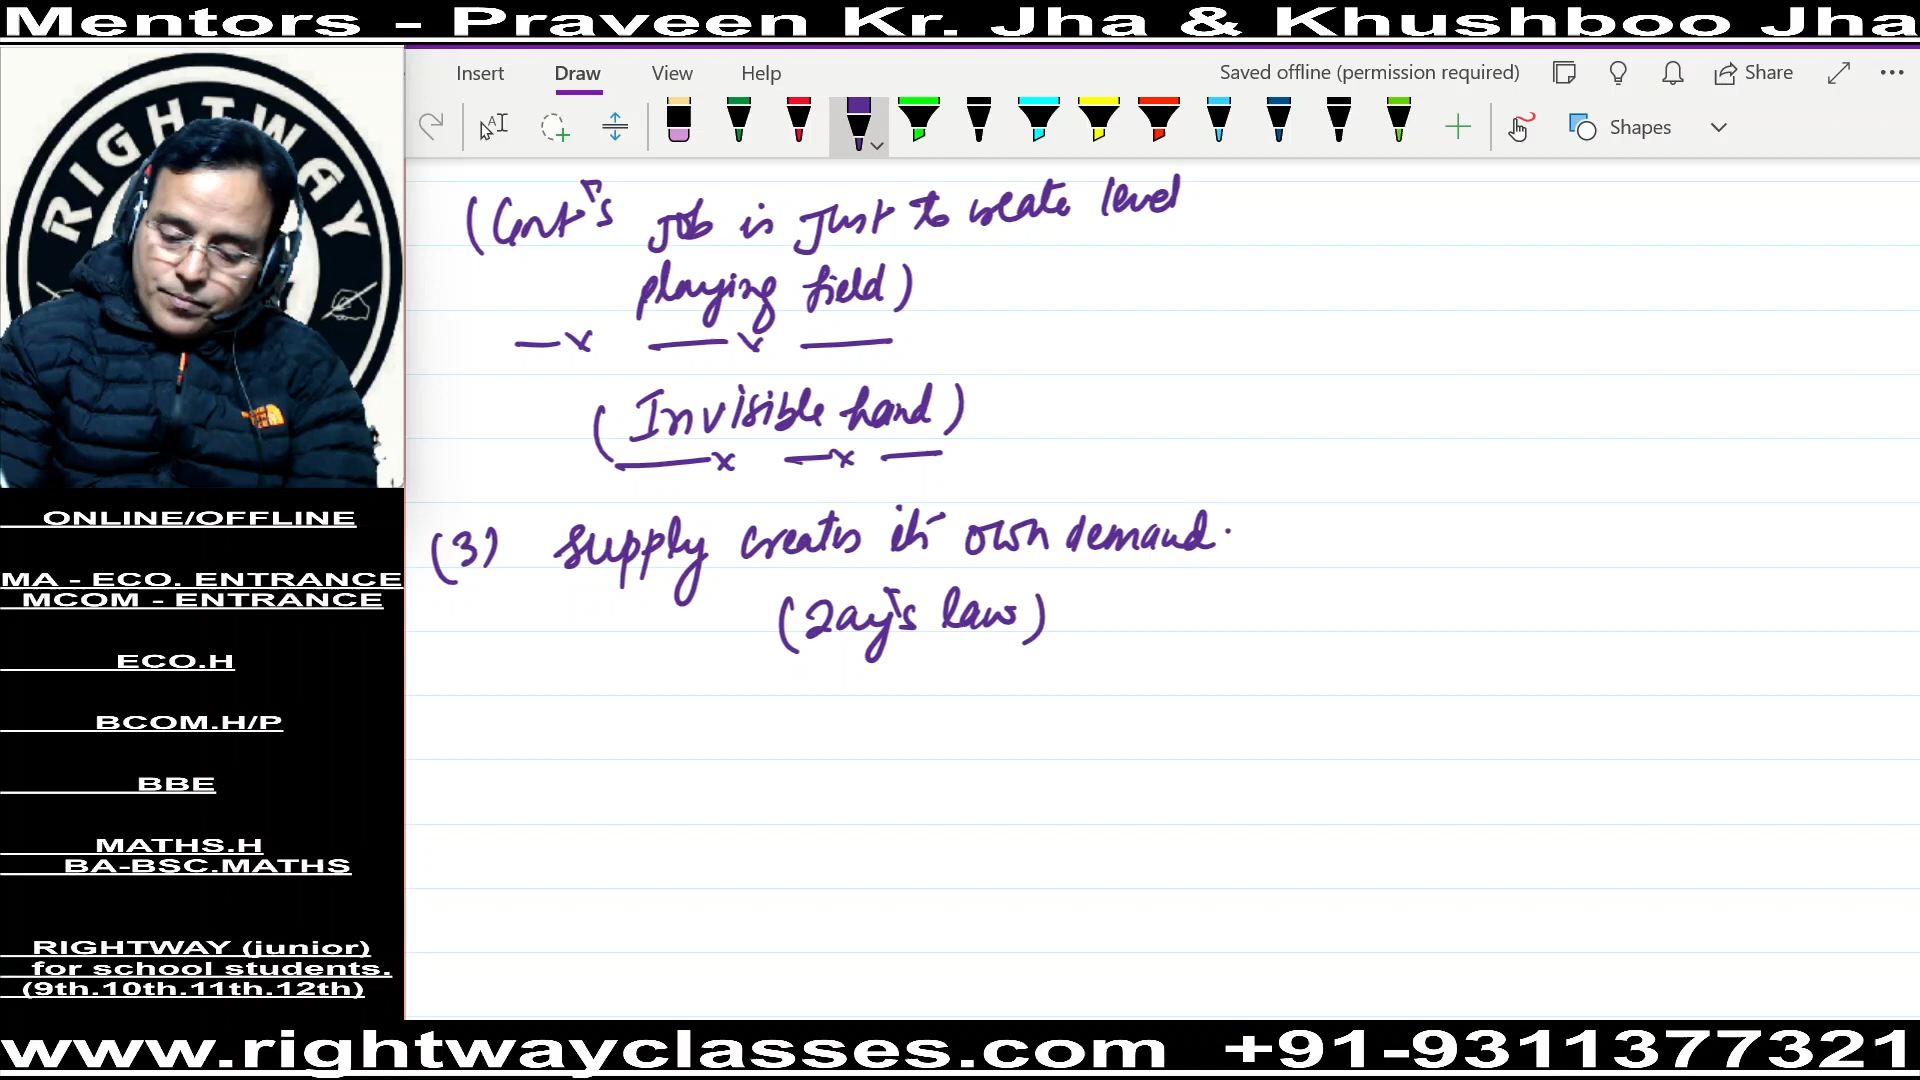 Mentors - Praveen Kr. Jha & Khushboo Jha
RIGHTWAY
Insert Draw View Help Saved offline (permission required) Share
Shapes
(Govt's job is just to create level
playing field)
(Invisible hand)
(3) supply creates its own demand.
(Say's law)
ONLINE/OFFLINE
MA - ECO. ENTRANCE
MCOM - ENTRANCE
ECO.H
BCOM.H/P
BBE
MATHS.H
BA-BSC.MATHS
RIGHTWAY (junior)
for school students.
(9th.10th.11th.12th)
www.rightwayclasses.com +91-9311377321